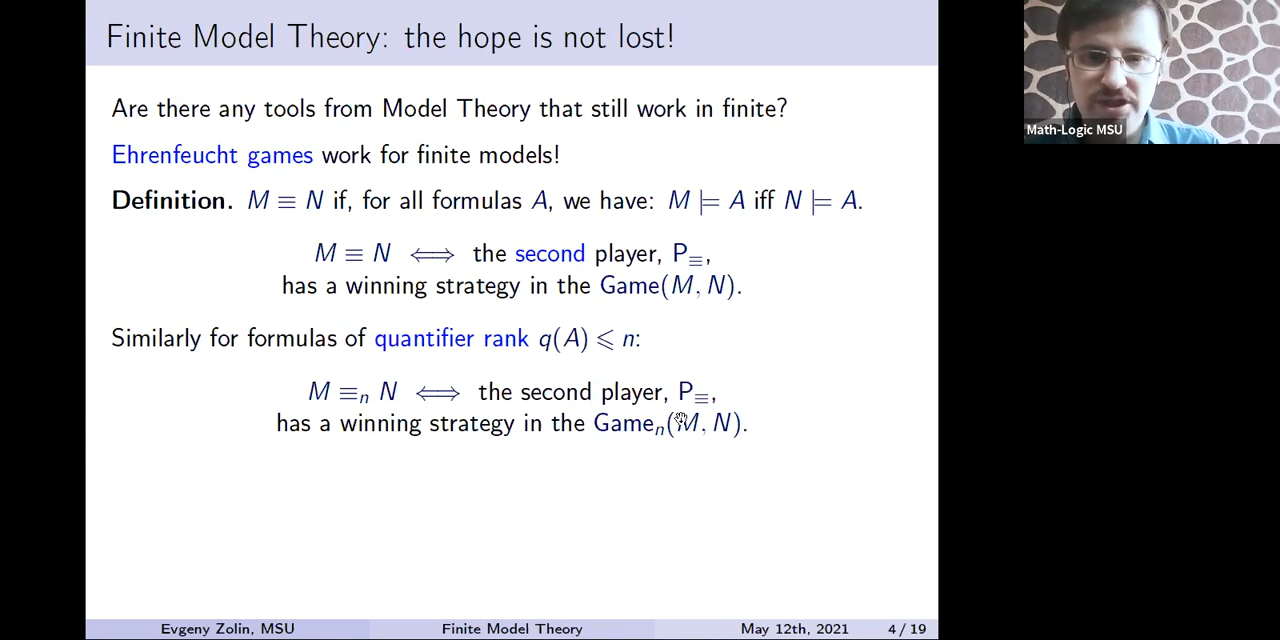 Finite Model Theory: the hope is not lost!
Are there any tools from Model Theory that still work in finite?
Ehrenfeucht games work for finite models!
Definition. M ≡ N if, for all formulas A, we have: M ⊨ A iff N ⊨ A.
M ≡ N ⟺ the second player, P≡,
has a winning strategy in the Game(M, N).
Similarly for formulas of quantifier rank q(A) ⩽ n:
M ≡ₙ N ⟺ the second player, P≡,
has a winning strategy in the Gameₙ(M, N).
Evgeny Zolin, MSU
Finite Model Theory
May 12th, 2021
4 / 19
Math-Logic MSU